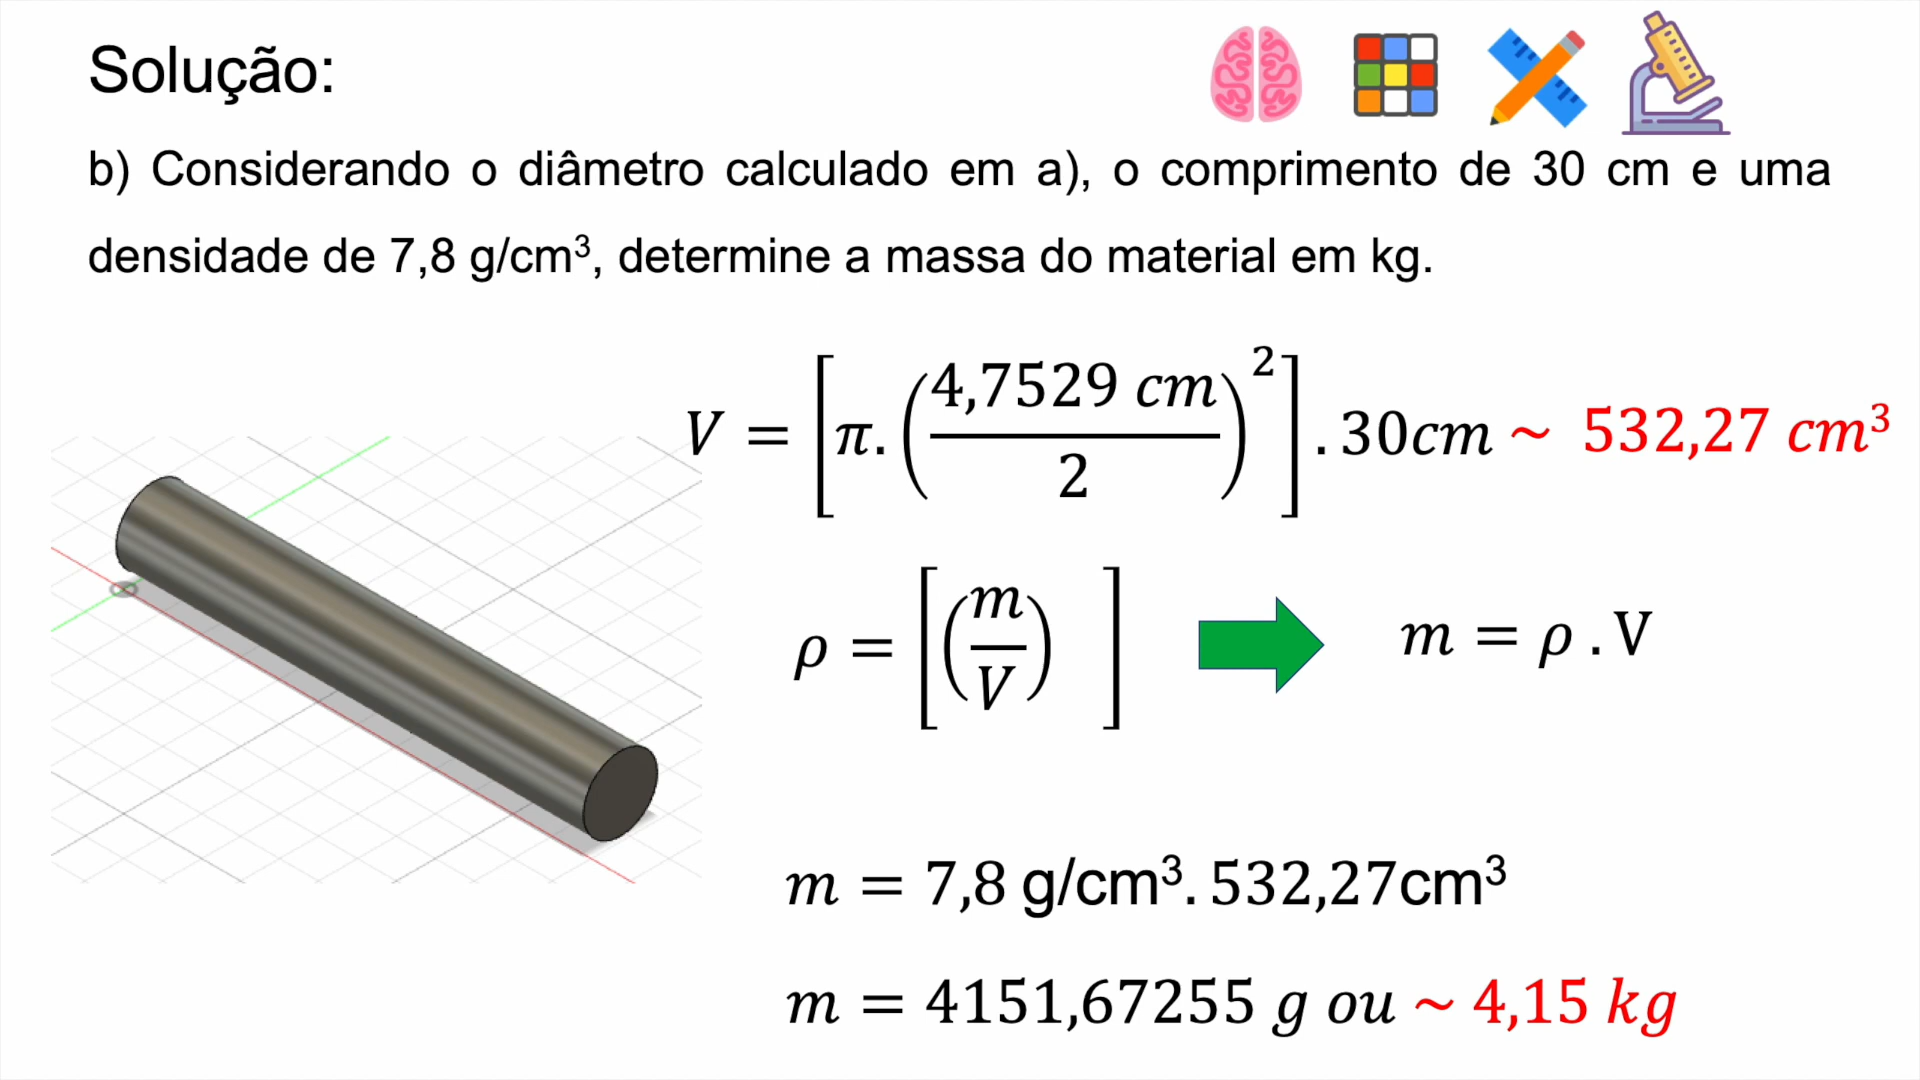 Solução:
b) Considerando o diâmetro calculado em a), o comprimento de 30 cm e uma
densidade de 7,8 g/cm³, determine a massa do material em kg.
V = [π.(4,7529 cm / 2)²].30cm ~ 532,27 cm³
ρ = [(m / V) ] m = ρ . V
m = 7,8 g/cm³. 532,27cm³
m = 4151,67255 g ou ~ 4,15 kg